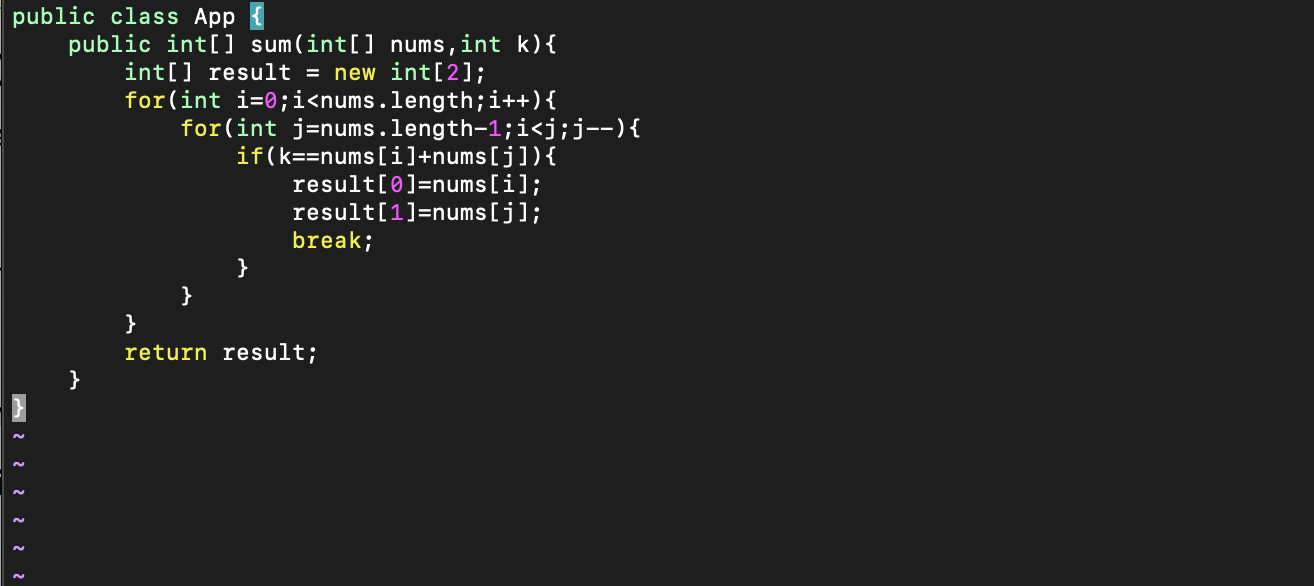 public class App {
    public int[] sum(int[] nums,int k){
        int[] result = new int[2];
        for(int i=0;i<nums.length;i++){
            for(int j=nums.length-1;i<j;j--){
                if(k==nums[i]+nums[j]){
                    result[0]=nums[i];
                    result[1]=nums[j];
                    break;
                }
            }
        }
        return result;
    }
}
~
~
~
~
~
~